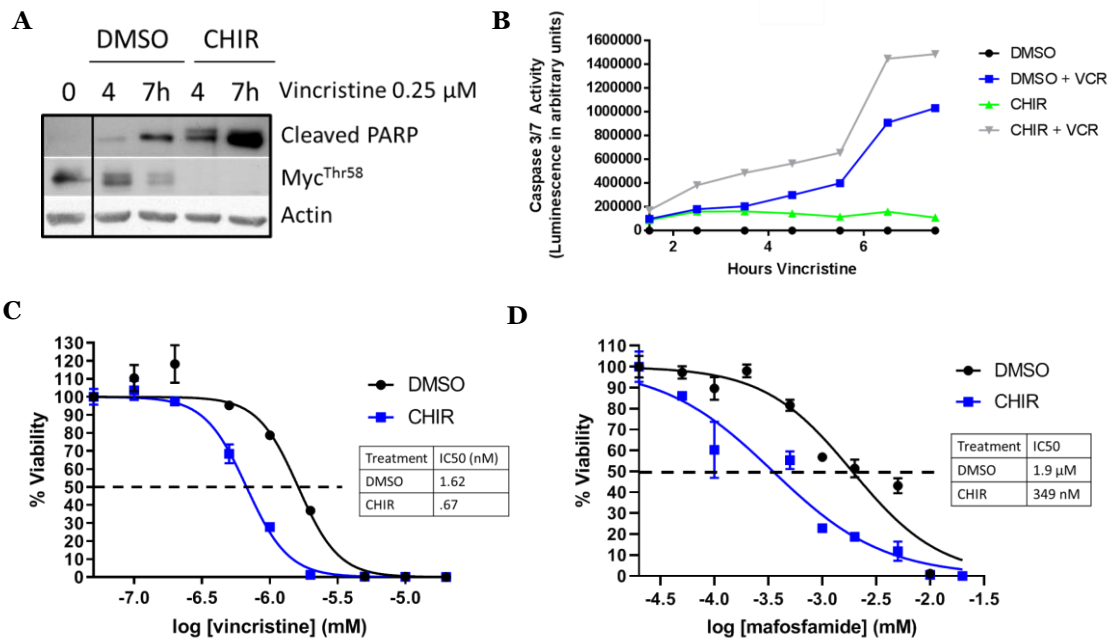 A
DMSO CHIR
0 4 7h 4 7h Vincristine 0.25 µM
Cleaved PARP
Myc^Thr58
Actin
B
Caspase 3/7 Activity
(Luminescence in arbitrary units)
1600000
1400000
1200000
1000000
800000
600000
400000
200000
0
2 4 6
Hours Vincristine
DMSO
DMSO + VCR
CHIR
CHIR + VCR
C
% Viability
130
120
110
100
90
80
70
60
50
40
30
20
10
0
-7.0 -6.5 -6.0 -5.5 -5.0
log [vincristine] (mM)
DMSO
CHIR
Treatment IC50 (nM)
DMSO 1.62
CHIR .67
D
% Viability
110
100
90
80
70
60
50
40
30
20
10
0
-4.5 -4.0 -3.5 -3.0 -2.5 -2.0 -1.5
log [mafosfamide] (mM)
DMSO
CHIR
Treatment IC50
DMSO 1.9 µM
CHIR 349 nM